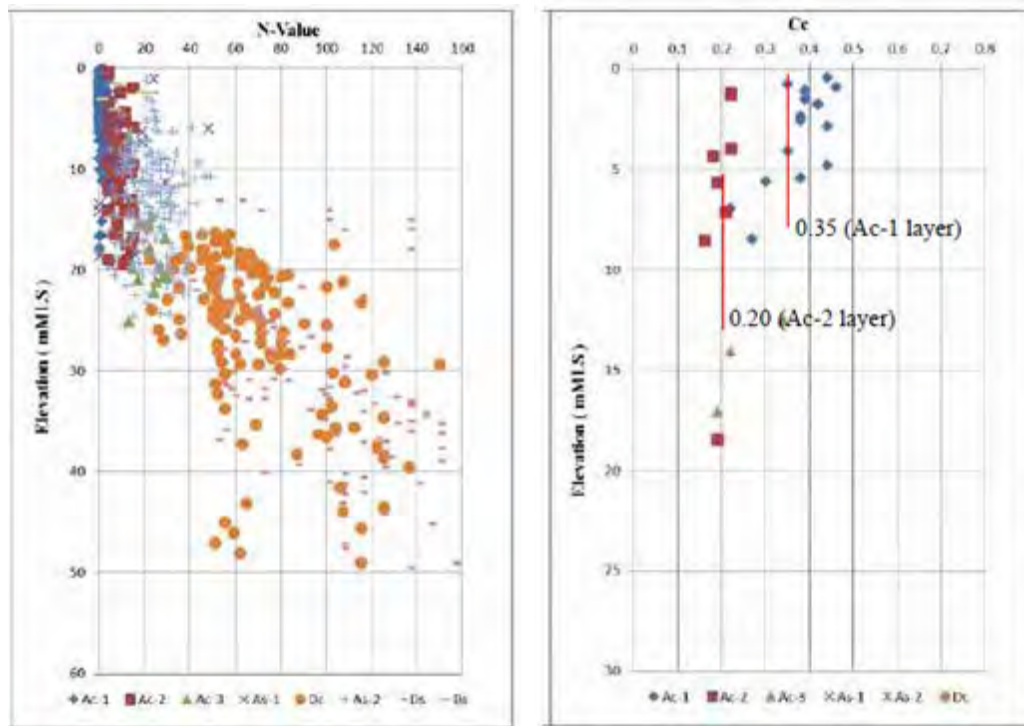 N-Value
0 20 40 60 80 100 120 140 160
0
10
20
30
40
50
60
Elevation ( mMLS )
Ac-1 Ac-2 Ac-3 As-1 Dc As-2 Ds Ds
Cc
0 0.1 0.2 0.3 0.4 0.5 0.6 0.7 0.8
0
5
10
15
20
25
30
Elevation ( mMLS )
0.35 (Ac-1 layer)
0.20 (Ac-2 layer)
Ac-1 Ac-2 Ac-3 As-1 As-2 Dc